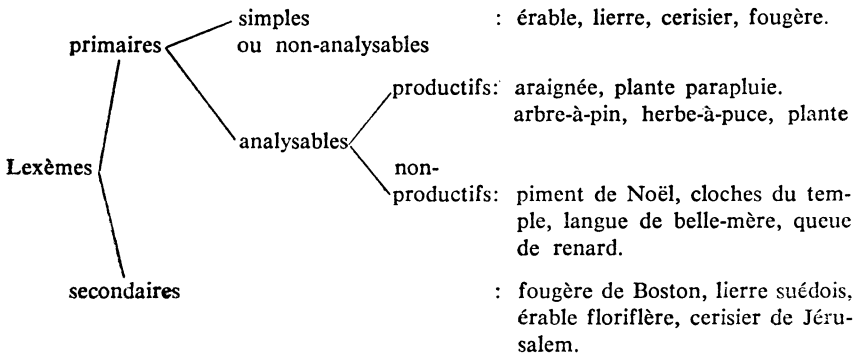 simples : érable, lierre, cerisier, fougère.
primaires ou non-analysables
productifs: araignée, plante parapluie.
arbre-à-pin, herbe-à-puce, plante
analysables
Lexèmes non-
productifs: piment de Noël, cloches du tem-
ple, langue de belle-mère, queue
de renard.
secondaires : fougère de Boston, lierre suédois,
érable floriflère, cerisier de Jéru-
salem.